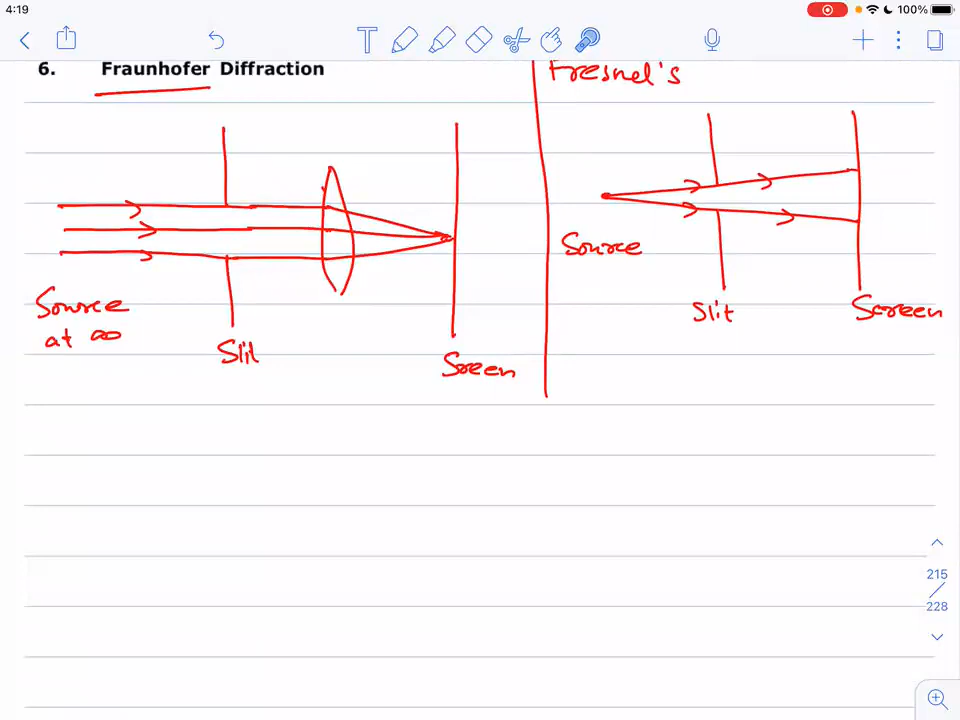 4:19
100%
6. Fraunhofer Diffraction
Fresnel's
Source
at ∞
Slit
Screen
Source
Slit
Screen
215
228